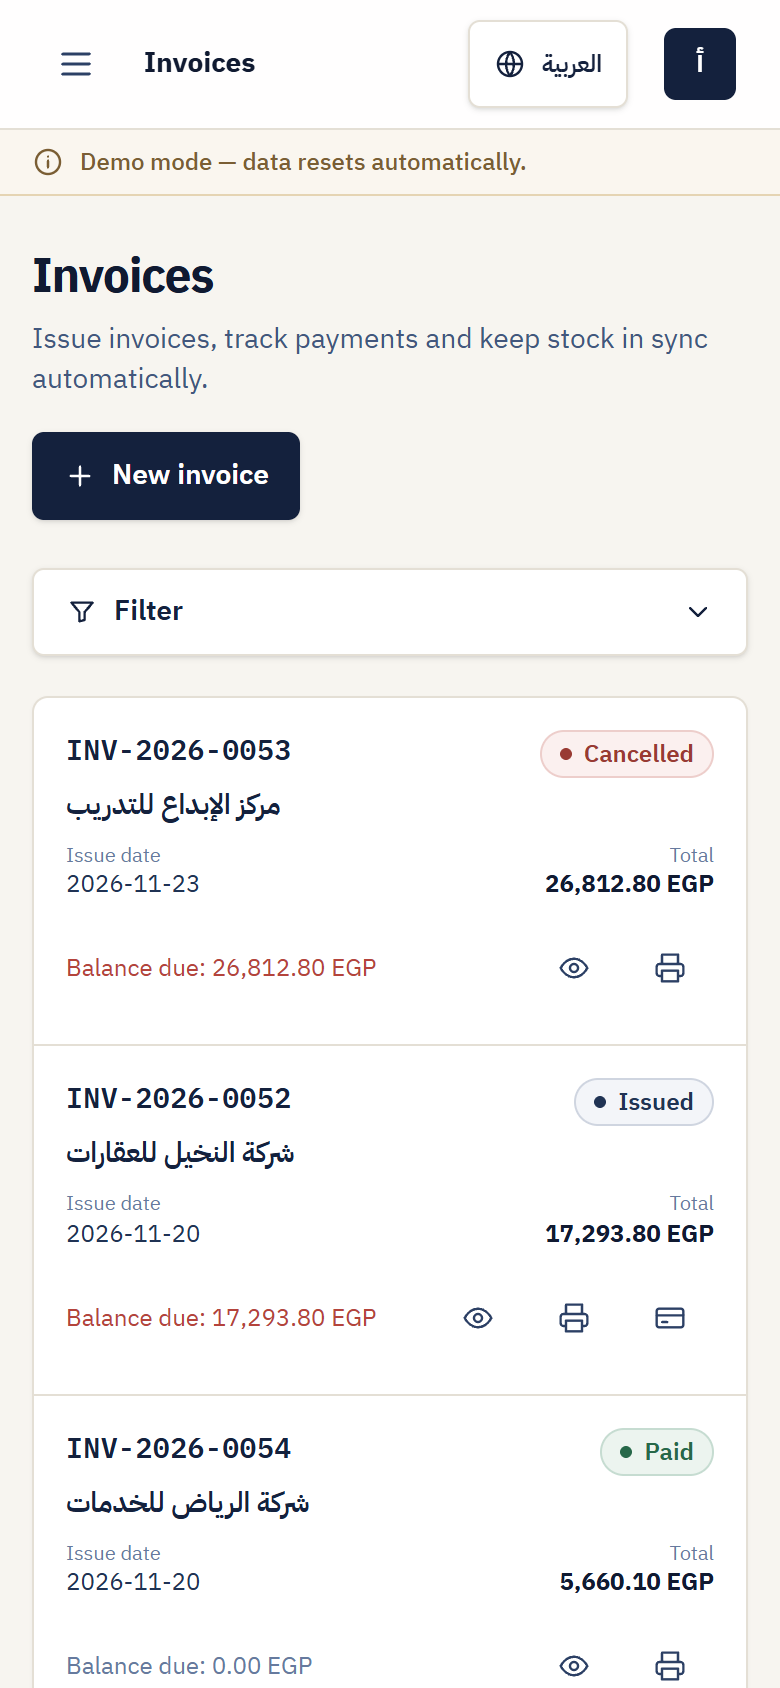 Invoices
العربية
أ
Demo mode — data resets automatically.
Invoices
Issue invoices, track payments and keep stock in sync
automatically.
New invoice
Filter
INV-2026-0053
Cancelled
مركز الإبداع للتدريب
Issue date
Total
2026-11-23
26,812.80 EGP
Balance due: 26,812.80 EGP
INV-2026-0052
Issued
شركة النخيل للعقارات
Issue date
Total
2026-11-20
17,293.80 EGP
Balance due: 17,293.80 EGP
INV-2026-0054
Paid
شركة الرياض للخدمات
Issue date
Total
2026-11-20
5,660.10 EGP
Balance due: 0.00 EGP